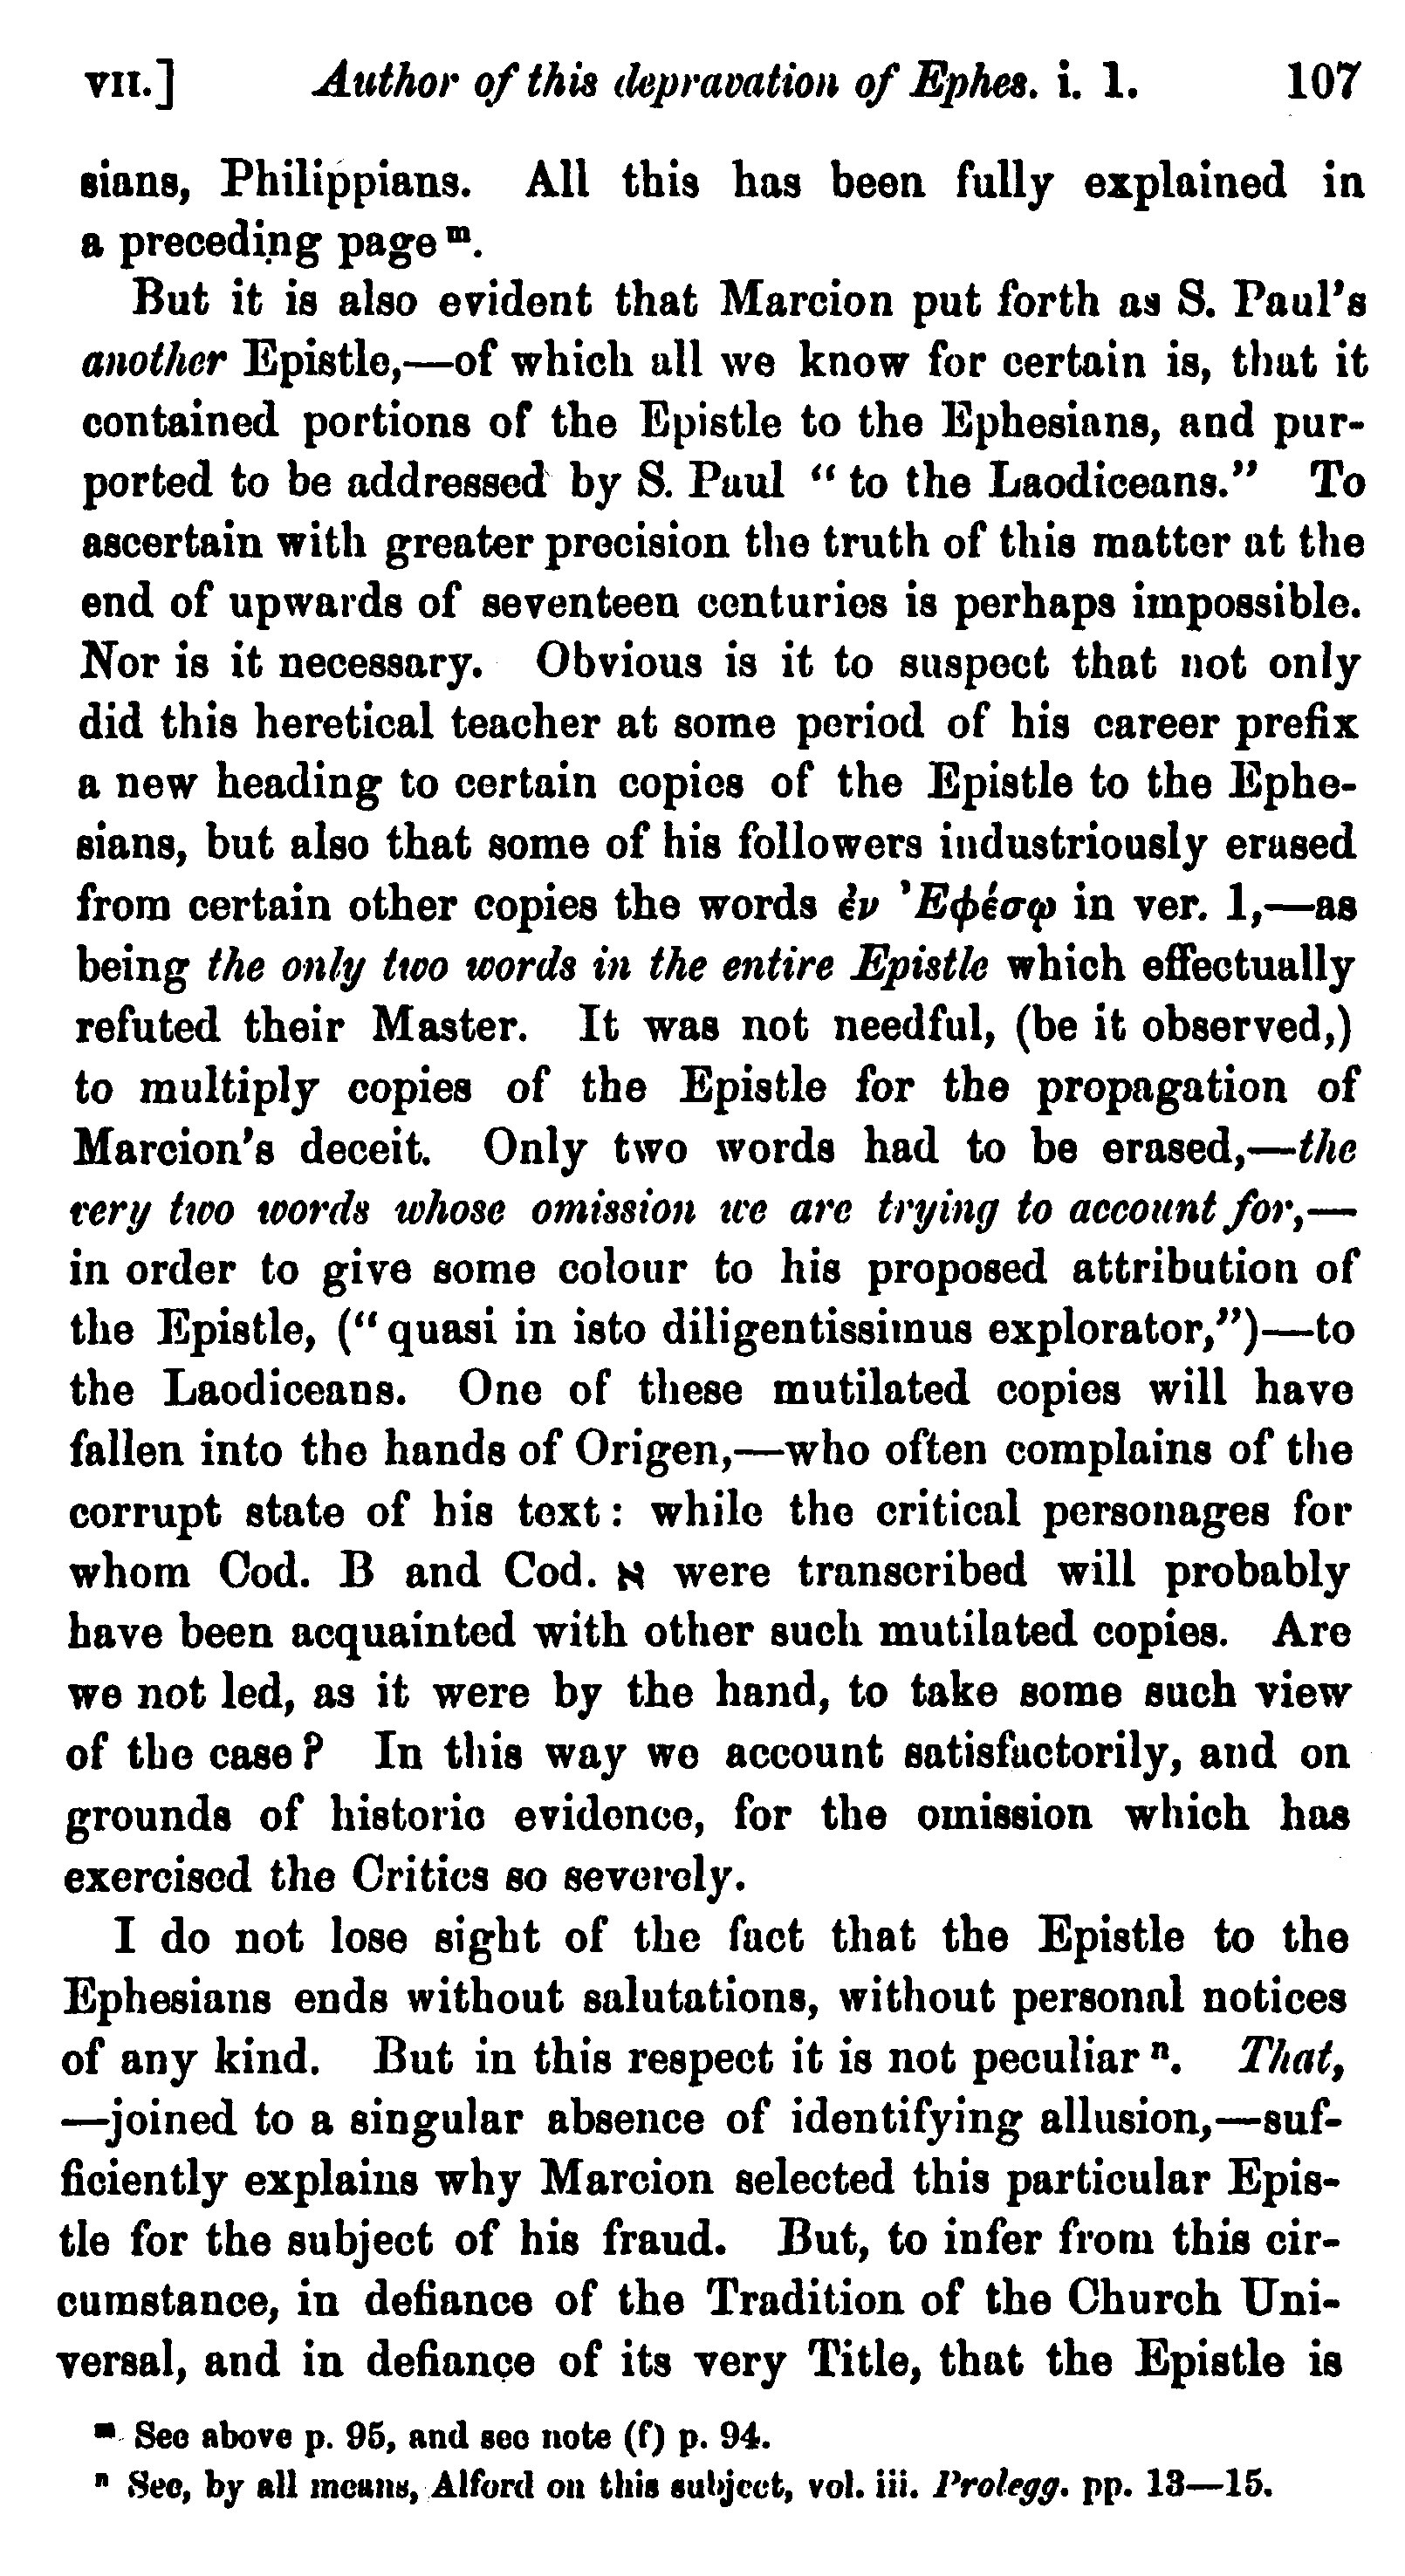 VII.] Author of this depravation of Ephes. i. 1. 107
sians, Philippians. All this has been fully explained in
a preceding page ᵐ.
But it is also evident that Marcion put forth as S. Paul's
another Epistle,—of which all we know for certain is, that it
contained portions of the Epistle to the Ephesians, and pur-
ported to be addressed by S. Paul “to the Laodiceans.” To
ascertain with greater precision the truth of this matter at the
end of upwards of seventeen centuries is perhaps impossible.
Nor is it necessary. Obvious is it to suspect that not only
did this heretical teacher at some period of his career prefix
a new heading to certain copies of the Epistle to the Ephe-
sians, but also that some of his followers industriously erased
from certain other copies the words ἐν Ἐφέσῳ in ver. 1,—as
being the only two words in the entire Epistle which effectually
refuted their Master. It was not needful, (be it observed,)
to multiply copies of the Epistle for the propagation of
Marcion's deceit. Only two words had to be erased,—the
very two words whose omission we are trying to account for,—
in order to give some colour to his proposed attribution of
the Epistle, (“quasi in isto diligentissimus explorator,”)—to
the Laodiceans. One of these mutilated copies will have
fallen into the hands of Origen,—who often complains of the
corrupt state of his text: while the critical personages for
whom Cod. B and Cod. א were transcribed will probably
have been acquainted with other such mutilated copies. Are
we not led, as it were by the hand, to take some such view
of the case? In this way we account satisfactorily, and on
grounds of historic evidence, for the omission which has
exercised the Critics so severely.
I do not lose sight of the fact that the Epistle to the
Ephesians ends without salutations, without personal notices
of any kind. But in this respect it is not peculiar ⁿ. That,
—joined to a singular absence of identifying allusion,—suf-
ficiently explains why Marcion selected this particular Epis-
tle for the subject of his fraud. But, to infer from this cir-
cumstance, in defiance of the Tradition of the Church Uni-
versal, and in defiance of its very Title, that the Epistle is
ᵐ See above p. 95, and see note (f) p. 94.
ⁿ See, by all means, Alford on this subject, vol. iii. Prolegg. pp. 13—15.